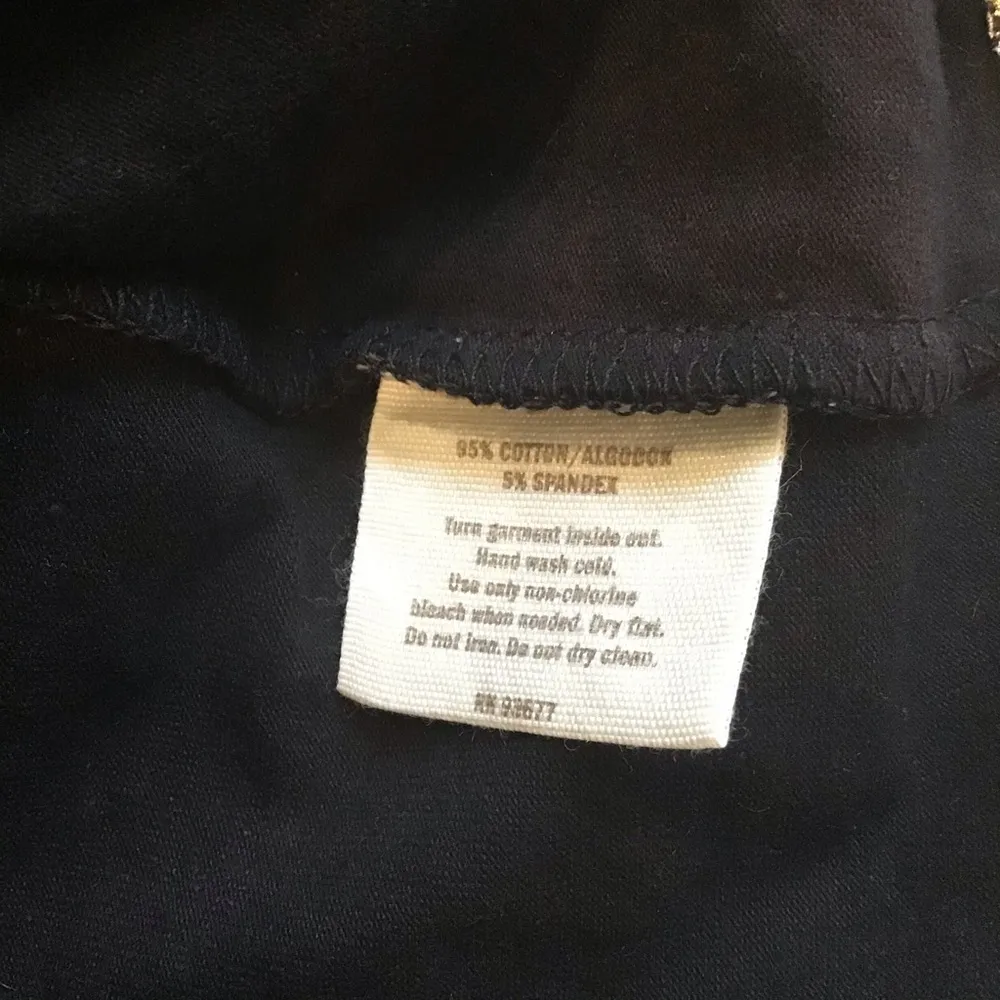 95% COTTON/ALGODON
5% SPANDEX
Turn garment inside out.
Hand wash cold.
Use only non-chlorine
bleach when needed. Dry flat.
Do not iron. Do not dry clean.
RN 93677